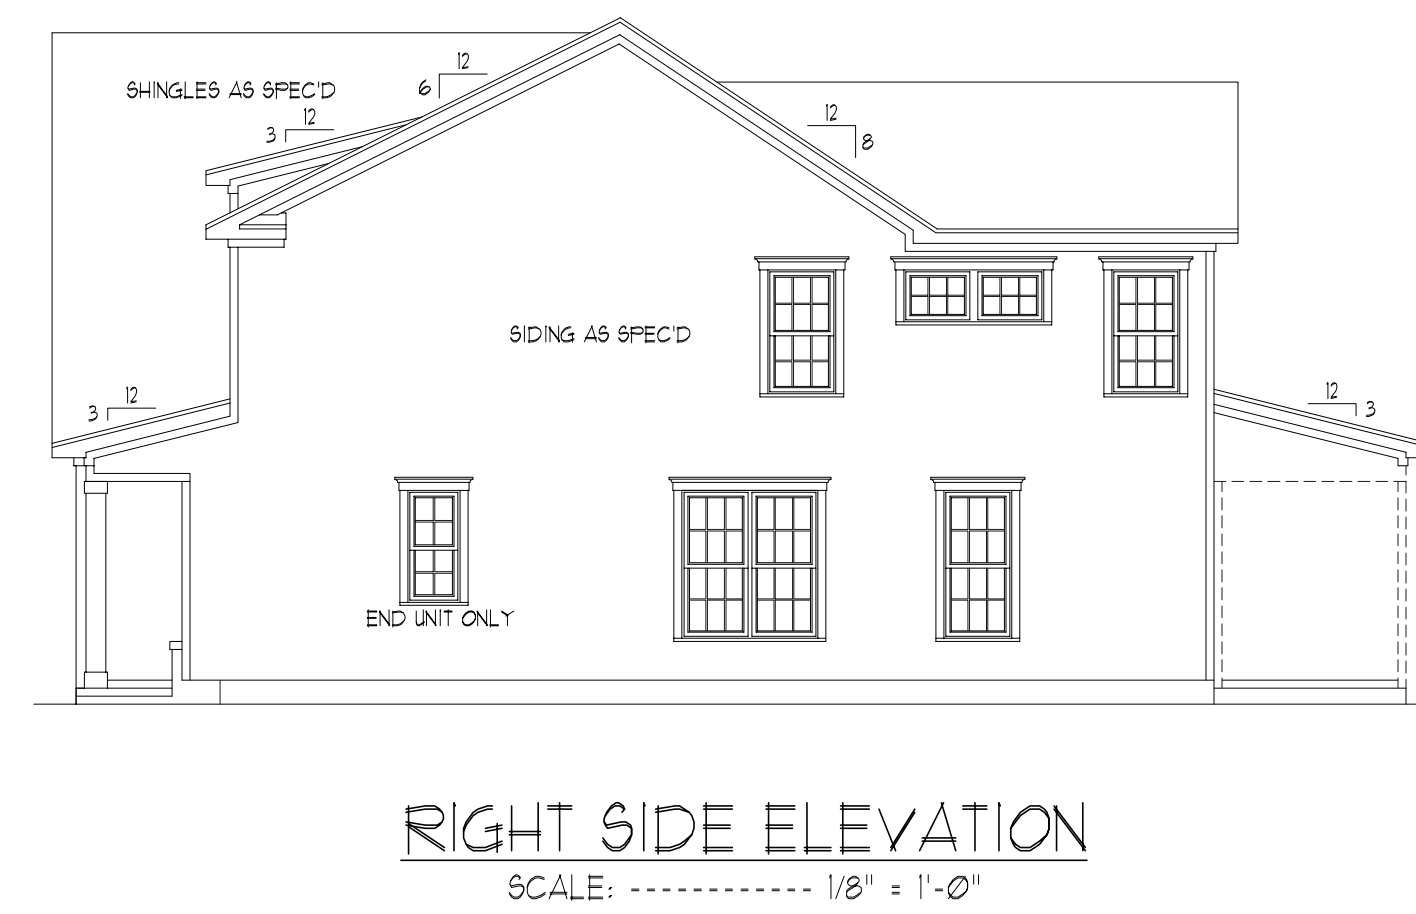 12
6
SHINGLES AS SPEC'D
12
3
12
8
SIDING AS SPEC'D
12
3
12
3
END UNIT ONLY
RIGHT SIDE ELEVATION
SCALE: ------------ 1/8" = 1'-0"